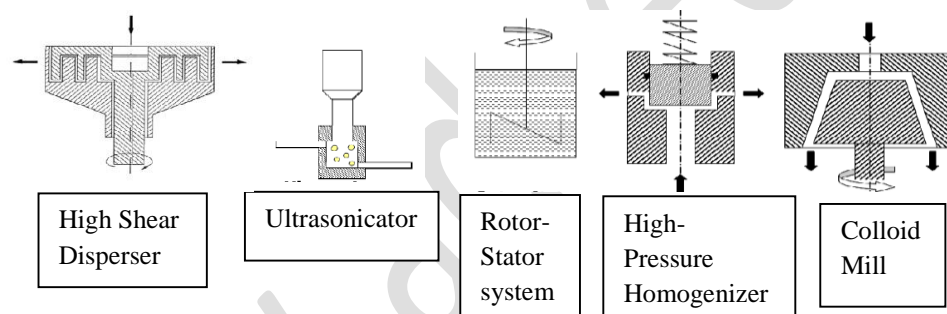 High Shear
Disperser
Ultrasonicator
Rotor-
Stator
system
High-
Pressure
Homogenizer
Colloid
Mill